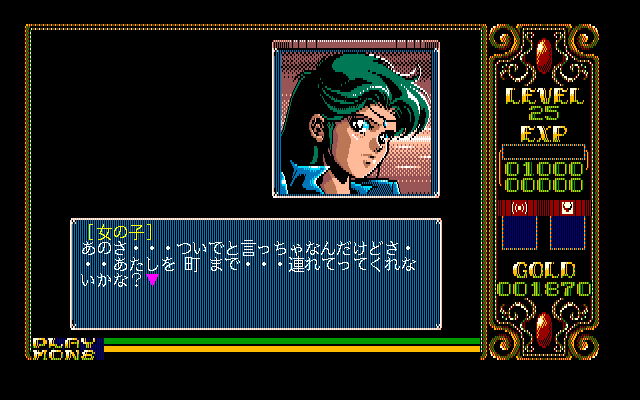 ［女の子］
あのさ・・・ついでと言っちゃなんだけどさ・
・・あたしを 町 まで・・・連れてってくれな
いかな？▼
LEVEL
25
EXP
01000
00000
GOLD
001870
PLAY
MONS